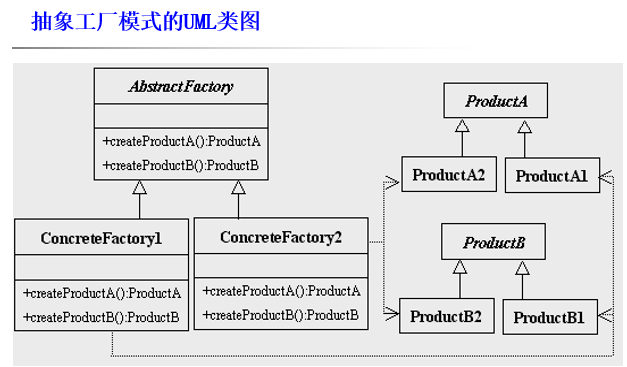 抽象工厂模式的UML类图
AbstractFactory
+createProductA():ProductA
+createProductB():ProductB
ProductA
ProductA2
ProductA1
ConcreteFactory1
+createProductA():ProductA
+createProductB():ProductB
ConcreteFactory2
+createProductA():ProductA
+createProductB():ProductB
ProductB
ProductB2
ProductB1